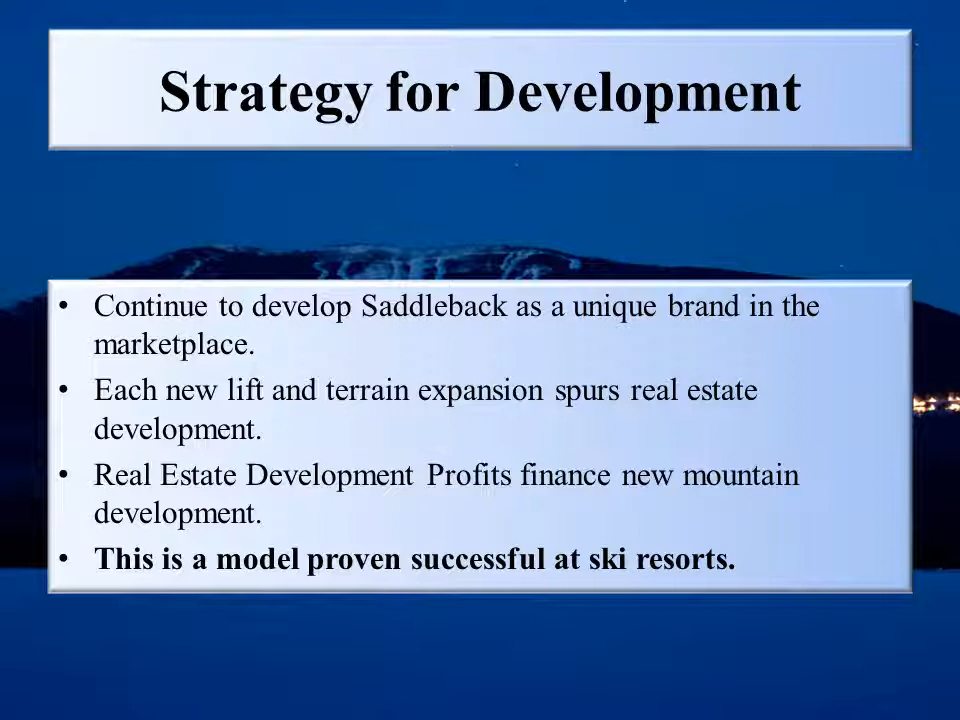 Strategy for Development
• Continue to develop Saddleback as a unique brand in the
marketplace.
• Each new lift and terrain expansion spurs real estate
development.
• Real Estate Development Profits finance new mountain
development.
• This is a model proven successful at ski resorts.